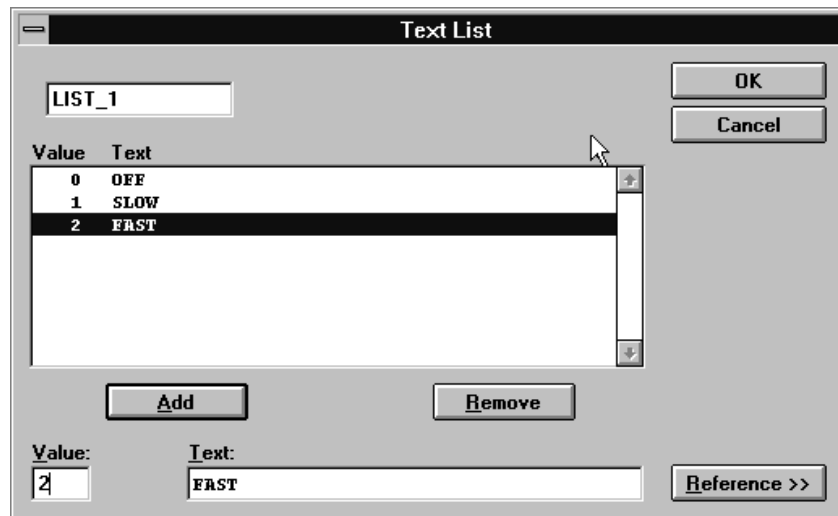 Text List
LIST_1
OK
Cancel
Value Text
0 OFF
1 SLOW
2 FAST
Add Remove
Value: Text:
2 FAST Reference >>